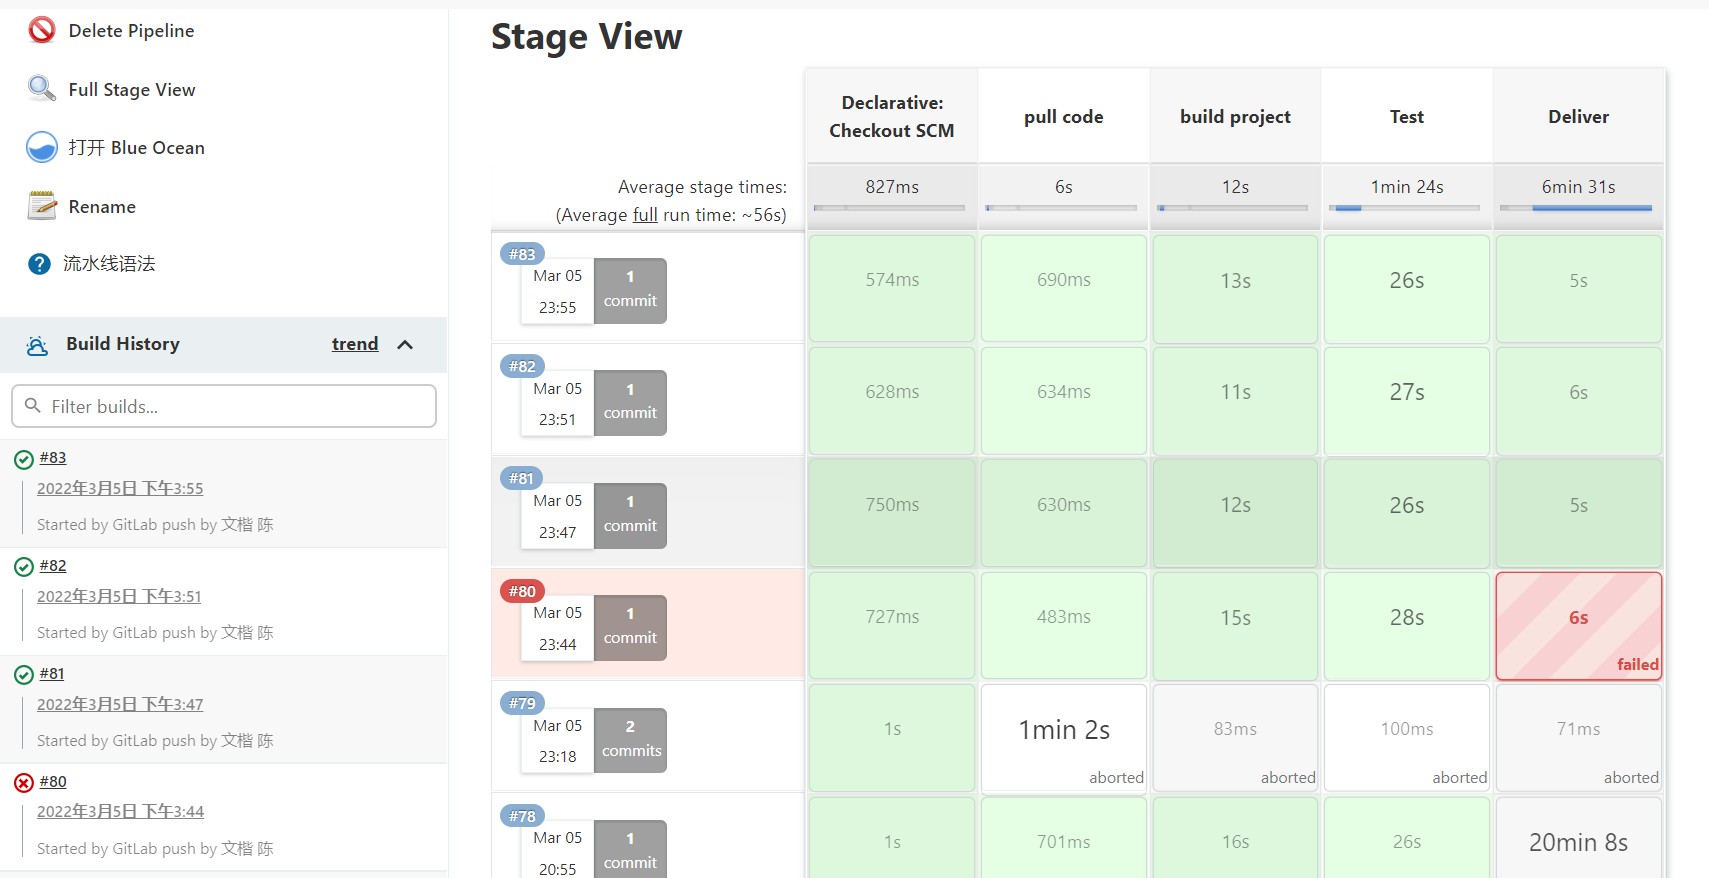 Delete Pipeline
Full Stage View
打开 Blue Ocean
Rename
流水线语法
Build History
trend
Filter builds...
#83
2022年3月5日 下午3:55
Started by GitLab push by 文楷 陈
#82
2022年3月5日 下午3:51
Started by GitLab push by 文楷 陈
#81
2022年3月5日 下午3:47
Started by GitLab push by 文楷 陈
#80
2022年3月5日 下午3:44
Started by GitLab push by 文楷 陈
Stage View
Declarative:
Checkout SCM
pull code
build project
Test
Deliver
Average stage times:
(Average full run time: ~56s)
827ms
6s
12s
1min 24s
6min 31s
#83
Mar 05
23:55
1
commit
574ms
690ms
13s
26s
5s
#82
Mar 05
23:51
1
commit
628ms
634ms
11s
27s
6s
#81
Mar 05
23:47
1
commit
750ms
630ms
12s
26s
5s
#80
Mar 05
23:44
1
commit
727ms
483ms
15s
28s
6s
failed
#79
Mar 05
23:18
2
commits
1s
1min 2s
aborted
83ms
aborted
100ms
aborted
71ms
aborted
#78
Mar 05
20:55
1
commit
1s
701ms
16s
26s
20min 8s